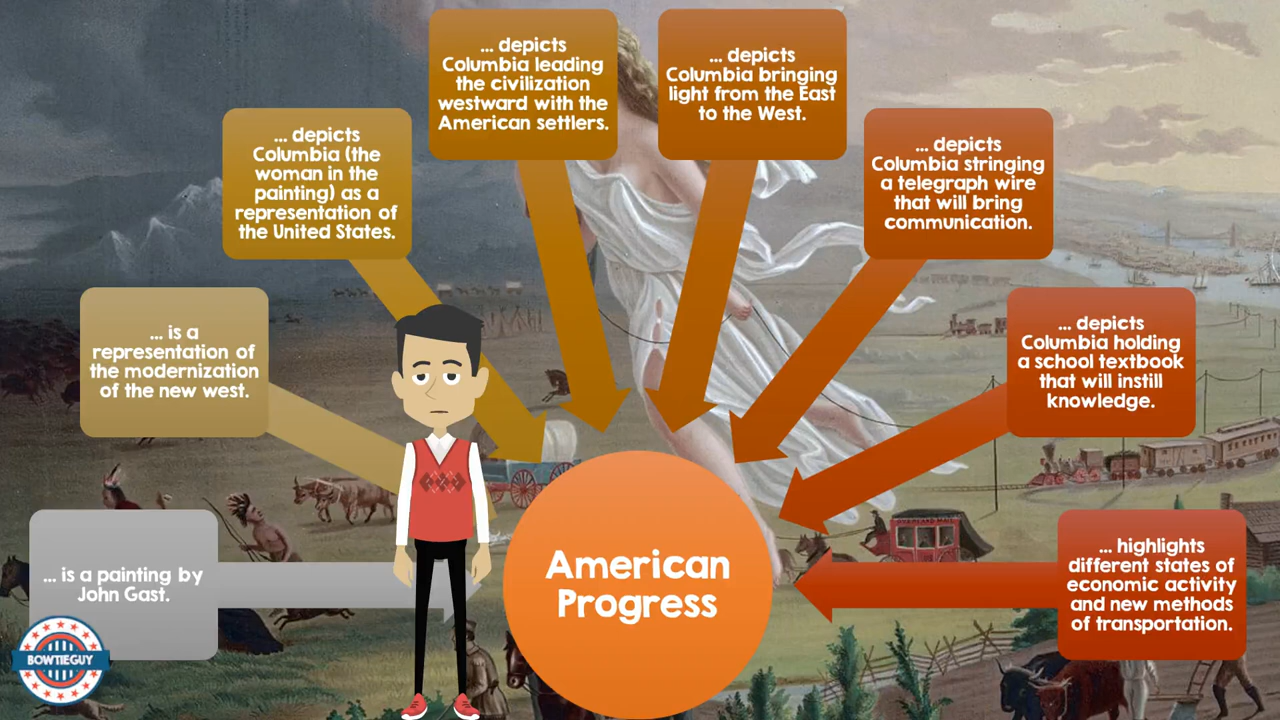 ... is a painting by
John Gast.
... is a
representation of
the modernization
of the new west.
... depicts
Columbia (the
woman in the
painting) as a
representation of
the United States.
... depicts
Columbia leading
the civilization
westward with the
American settlers.
... depicts
Columbia bringing
light from the East
to the West.
... depicts
Columbia stringing
a telegraph wire
that will bring
communication.
... depicts
Columbia holding
a school textbook
that will instill
knowledge.
... highlights
different states of
economic activity
and new methods
of transportation.
American
Progress
BOWTIEGUY